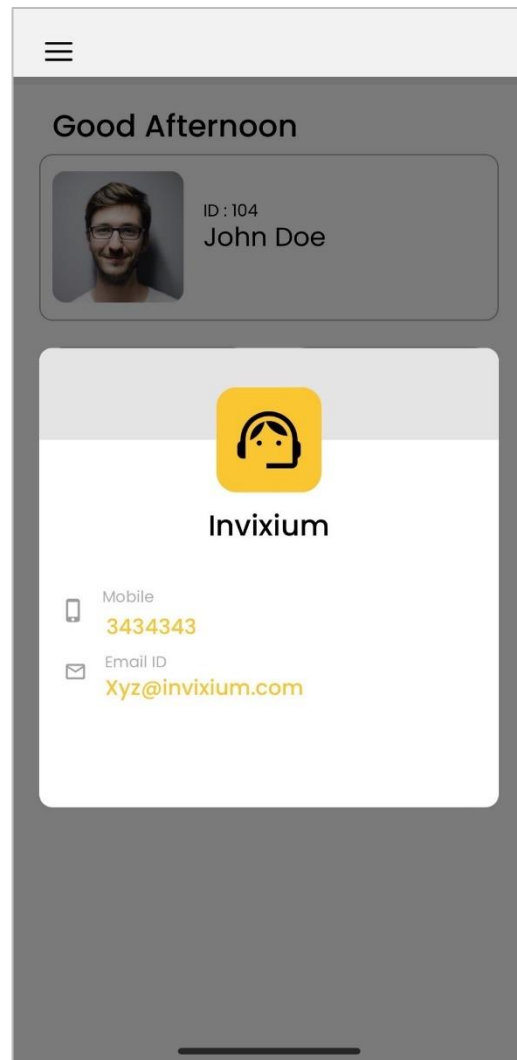 Good Afternoon
ID : 104
John Doe
Invixium
Mobile
3434343
Email ID
Xyz@invixium.com